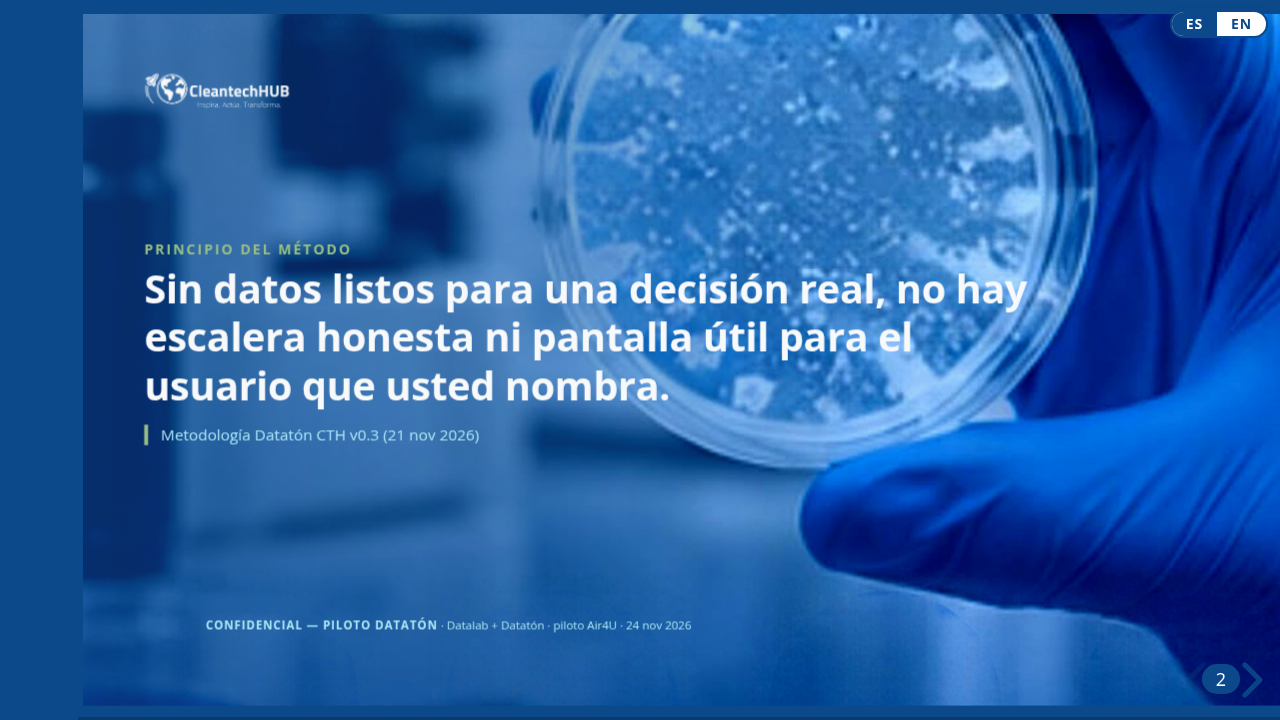 ES EN
CleantechHUB
Inspira. Actúa. Transforma.
PRINCIPIO DEL MÉTODO
Sin datos listos para una decisión real, no hay
escalera honesta ni pantalla útil para el
usuario que usted nombra.
Metodología Datatón CTH v0.3 (21 nov 2026)
CONFIDENCIAL — PILOTO DATATÓN · Datalab + Datatón · piloto Air4U · 24 nov 2026
2